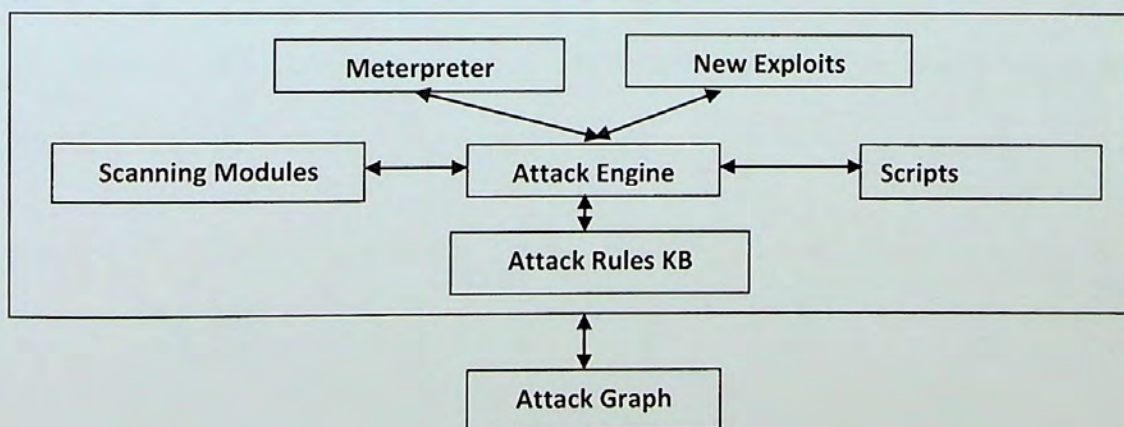 Meterpreter
New Exploits
Scanning Modules
Attack Engine
Scripts
Attack Rules KB
Attack Graph